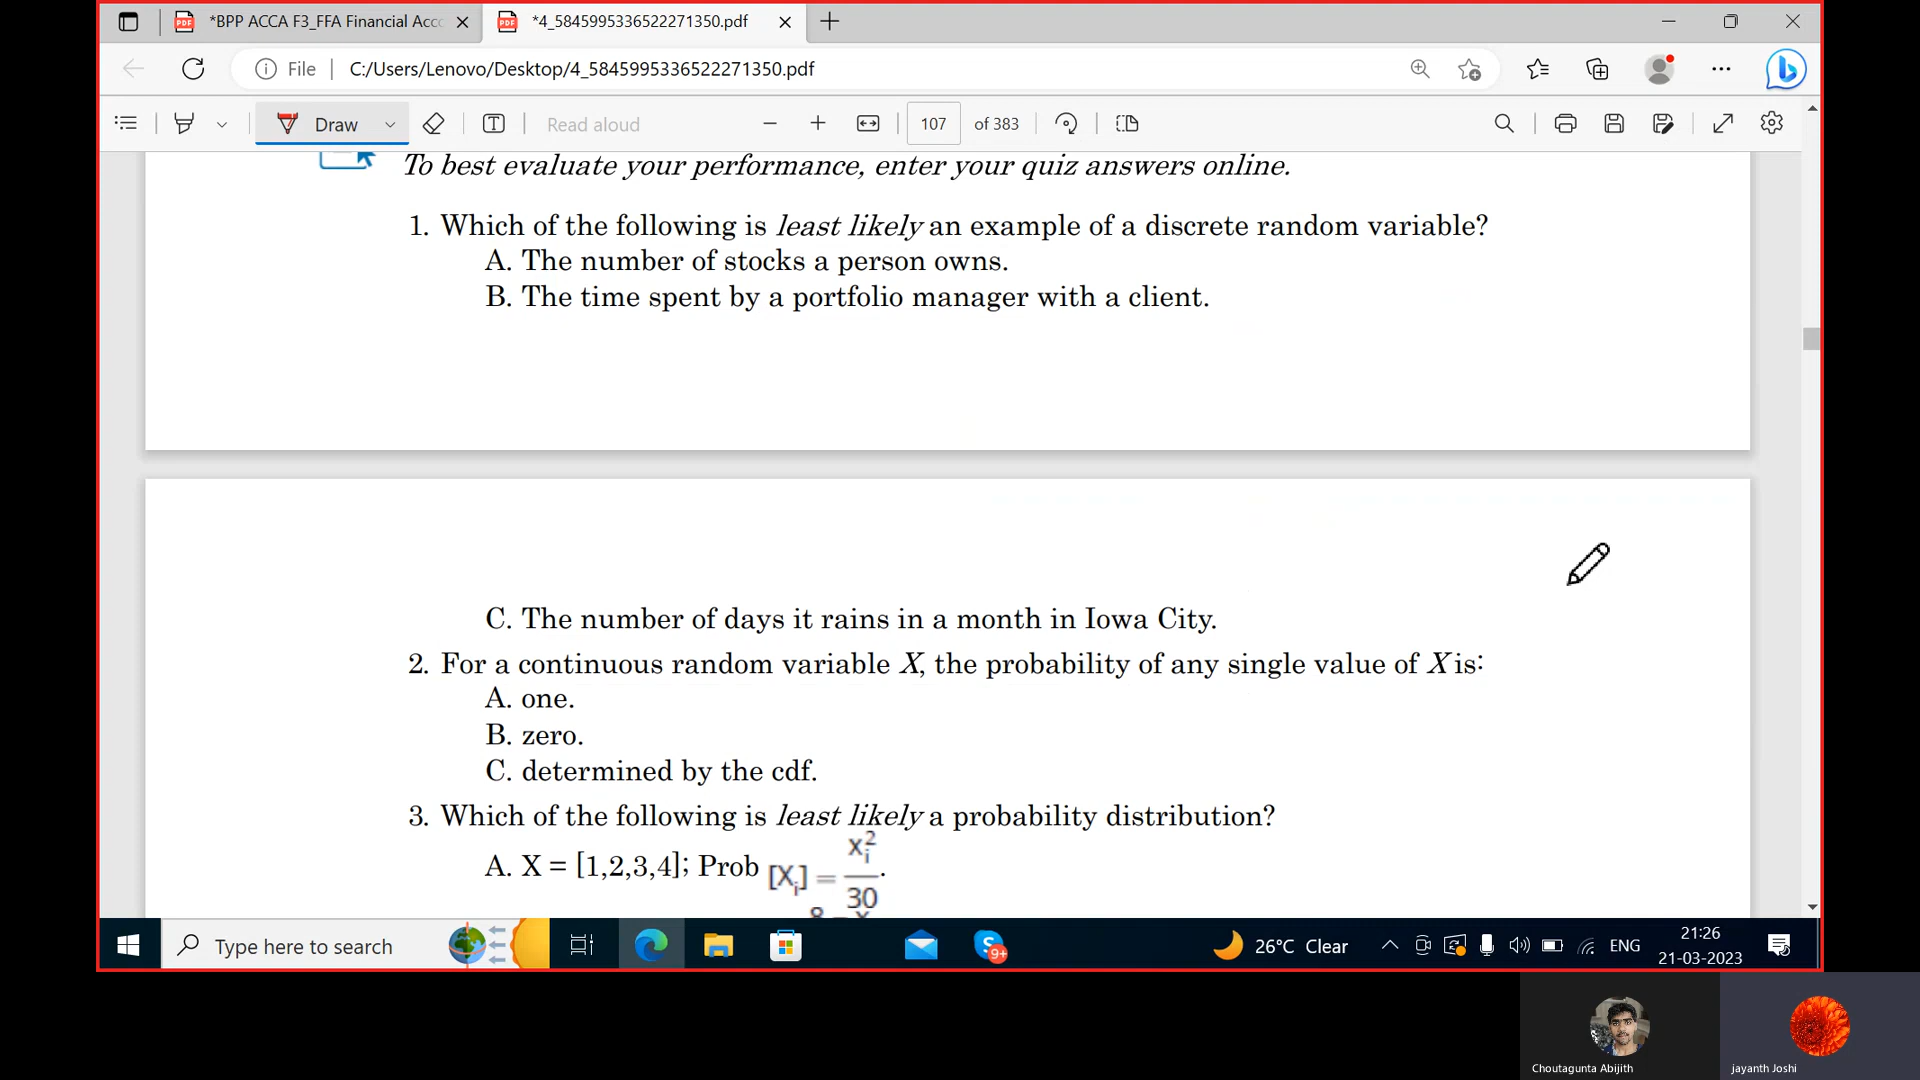 *BPP ACCA F3_FFA Financial Acc
*4_5845995336522271350.pdf
File
C:/Users/Lenovo/Desktop/4_5845995336522271350.pdf
Draw
Read aloud
107 of 383
To best evaluate your performance, enter your quiz answers online.
1. Which of the following is least likely an example of a discrete random variable?
A. The number of stocks a person owns.
B. The time spent by a portfolio manager with a client.
C. The number of days it rains in a month in Iowa City.
2. For a continuous random variable X, the probability of any single value of X is:
A. one.
B. zero.
C. determined by the cdf.
3. Which of the following is least likely a probability distribution?
A. X = [1,2,3,4]; Prob [Xᵢ] = xᵢ²/30.
8 – x
Type here to search
9+
26°C Clear
ENG
21:26
21-03-2023
Choutagunta Abijith
jayanth Joshi